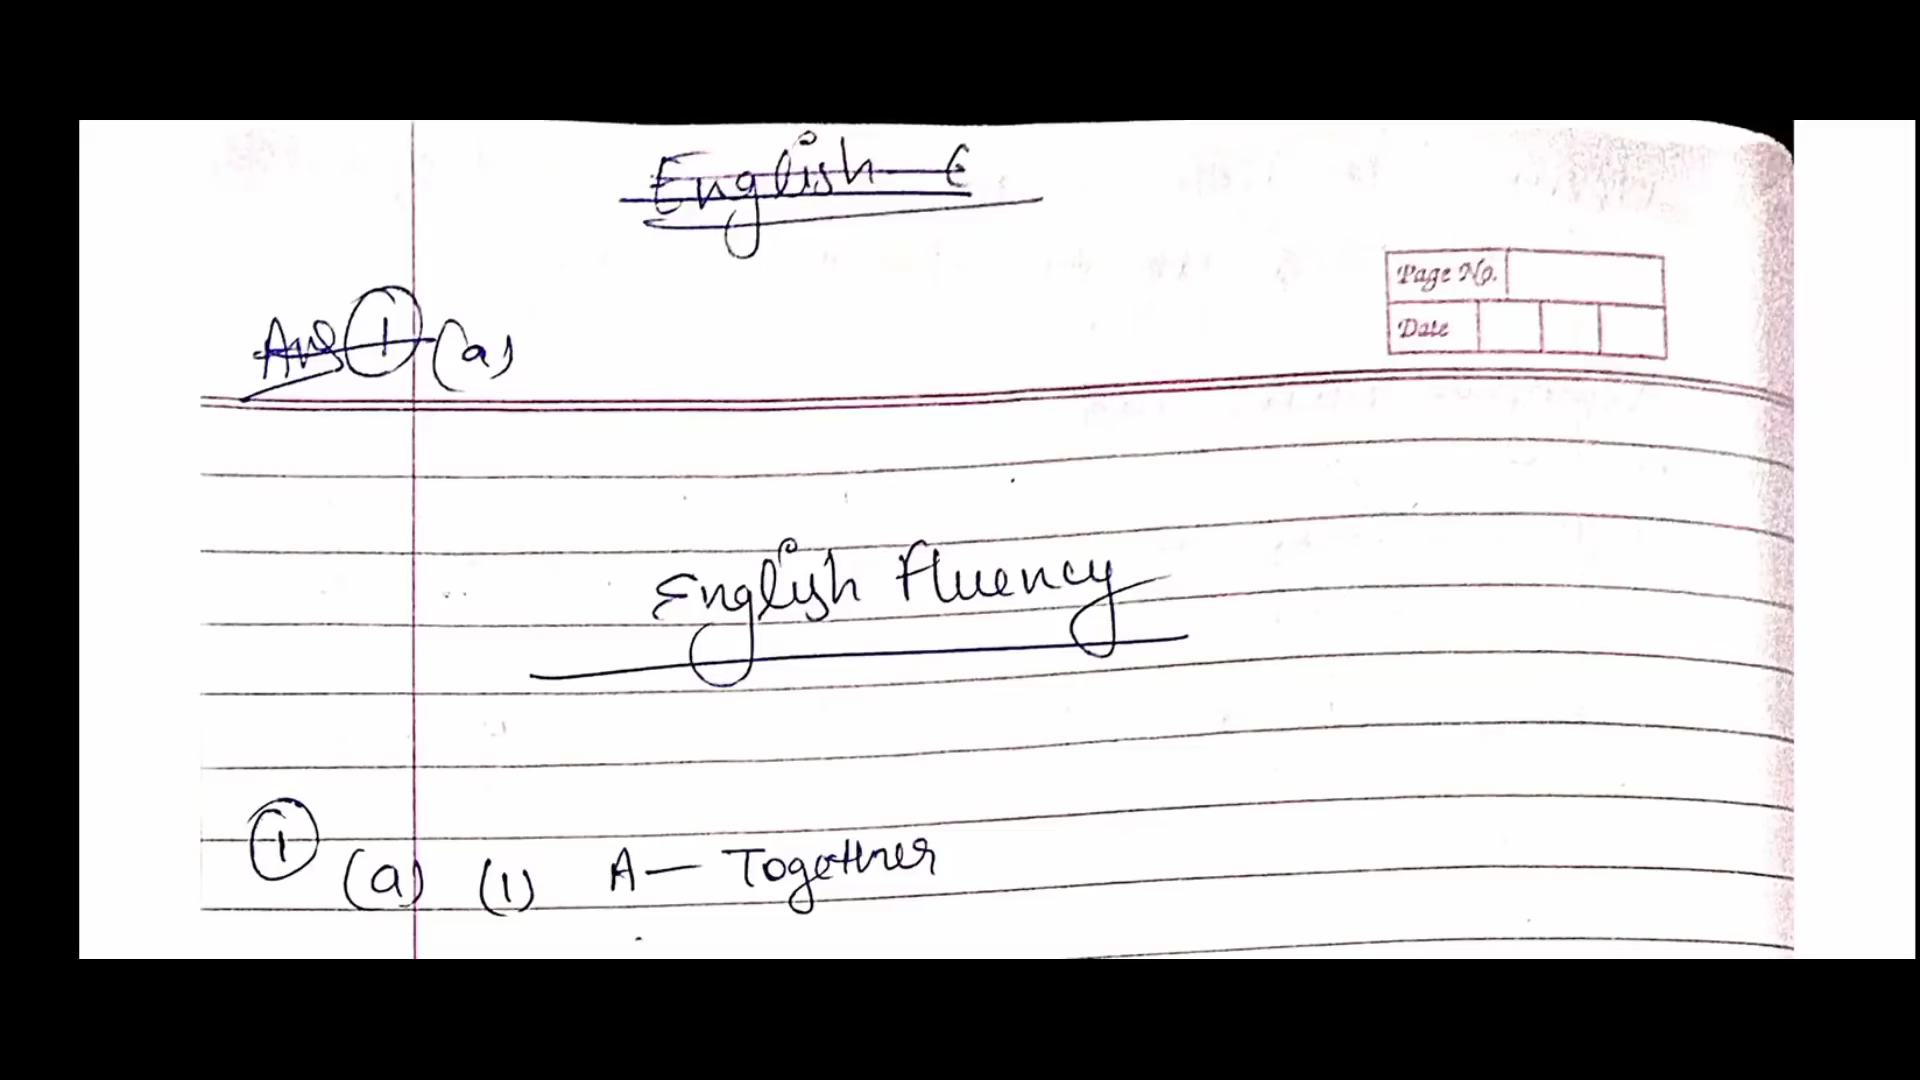 English E
Page No.
Date
Ans 1 (a)
English Fluency
1 (a) (1) A — Together